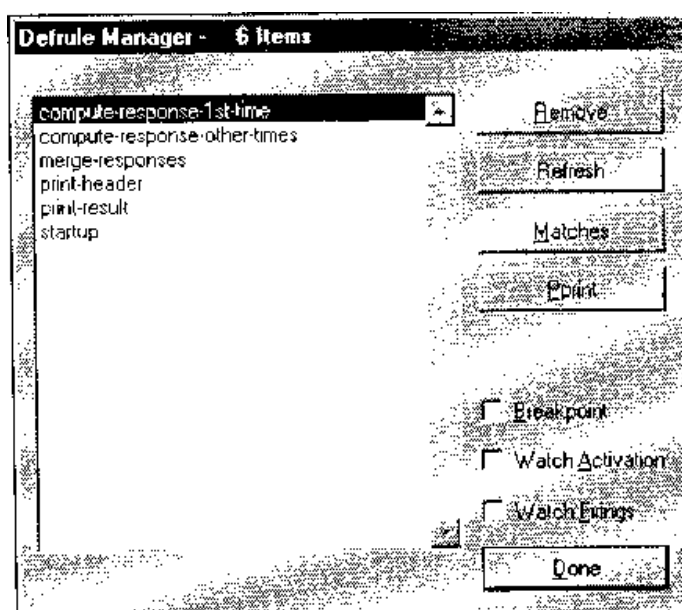 Defrule Manager - 6 Items
compute-response-1st-time
compute-response-other-times
merge-responses
print-header
print-result
startup
Remove
Refresh
Matches
Pprint
Breakpoint
Watch Activation
Watch Firings
Done